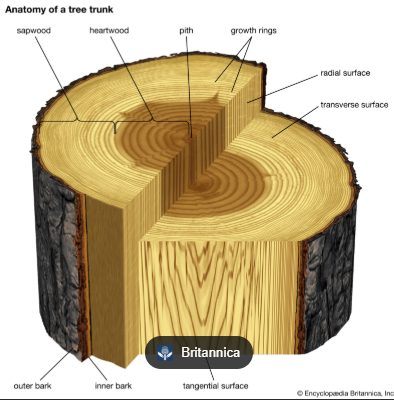 Anatomy of a tree trunk
sapwood heartwood pith growth rings
radial surface
transverse surface
Britannica
outer bark inner bark tangential surface
© Encyclopædia Britannica, Inc